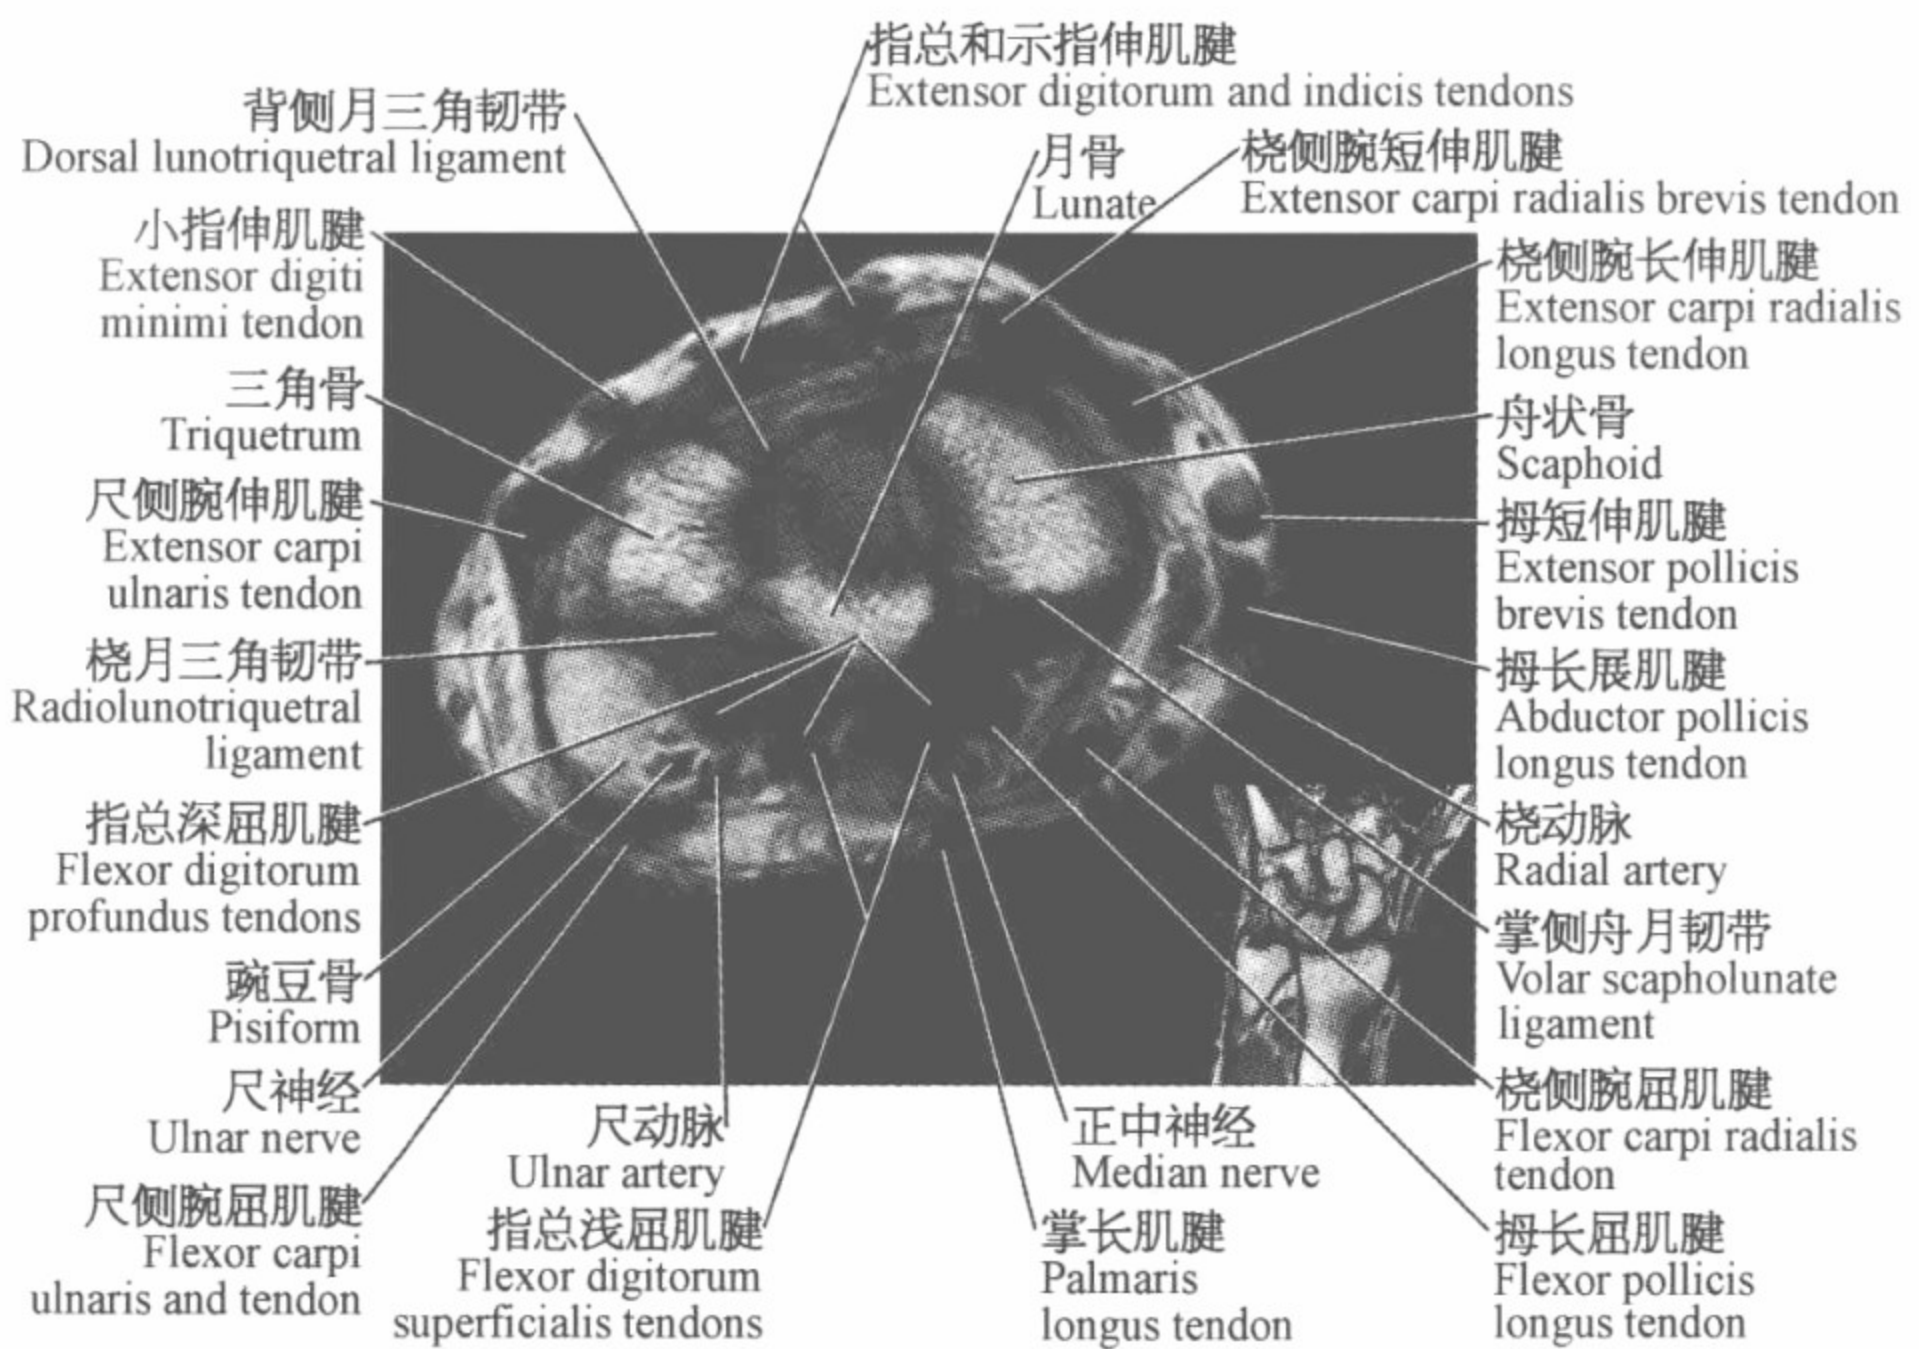 指总和示指伸肌腱
Extensor digitorum and indicis tendons
背侧月三角韧带
Dorsal lunotriquetral ligament
月骨
Lunate
桡侧腕短伸肌腱
Extensor carpi radialis brevis tendon
小指伸肌腱
Extensor digiti
minimi tendon
桡侧腕长伸肌腱
Extensor carpi radialis
longus tendon
三角骨
Triquetrum
舟状骨
Scaphoid
尺侧腕伸肌腱
Extensor carpi
ulnaris tendon
拇短伸肌腱
Extensor pollicis
brevis tendon
桡月三角韧带
Radiolunotriquetral
ligament
拇长展肌腱
Abductor pollicis
longus tendon
指总深屈肌腱
Flexor digitorum
profundus tendons
桡动脉
Radial artery
豌豆骨
Pisiform
掌侧舟月韧带
Volar scapholunate
ligament
尺神经
Ulnar nerve
桡侧腕屈肌腱
Flexor carpi radialis
tendon
尺侧腕屈肌腱
Flexor carpi
ulnaris and tendon
尺动脉
Ulnar artery
指总浅屈肌腱
Flexor digitorum
superficialis tendons
正中神经
Median nerve
掌长肌腱
Palmaris
longus tendon
拇长屈肌腱
Flexor pollicis
longus tendon